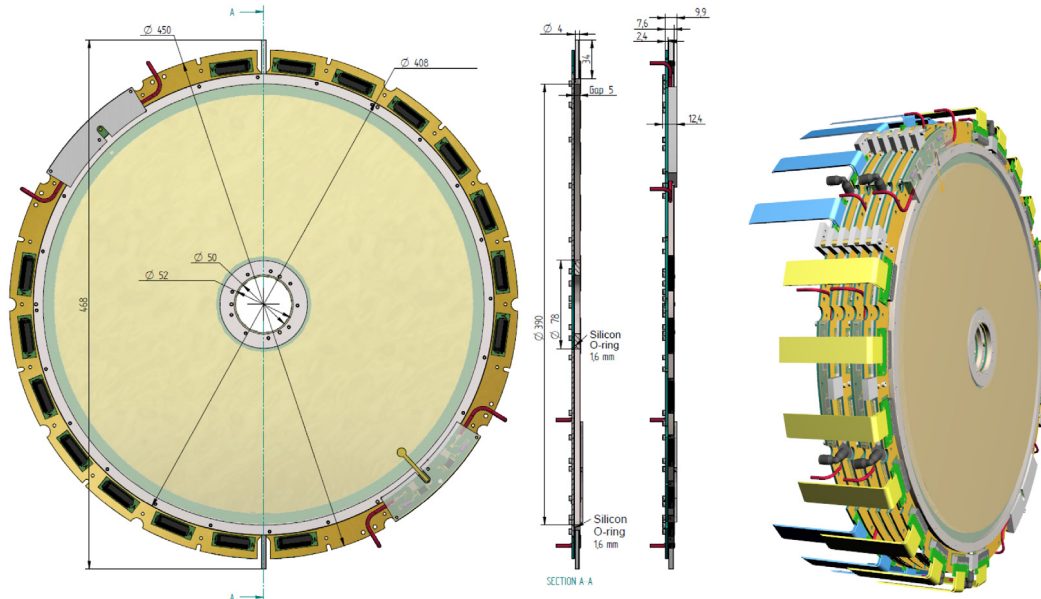 A
Ø 450
Ø 408
Ø 50
Ø 52
468
A
Ø 4
34
Gap 5
Ø 390
Ø 78
Silicon
O-ring
1,6 mm
Silicon
O-ring
1,6 mm
SECTION A-A
9,9
7,6
2,4
12,4